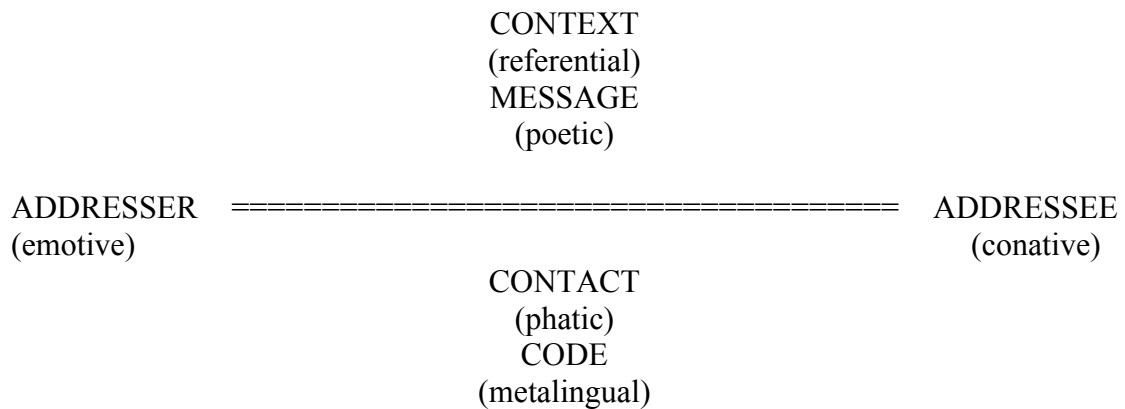 CONTEXT
(referential)
MESSAGE
(poetic)
ADDRESSER ===================================== ADDRESSEE
(emotive) (conative)
CONTACT
(phatic)
CODE
(metalingual)